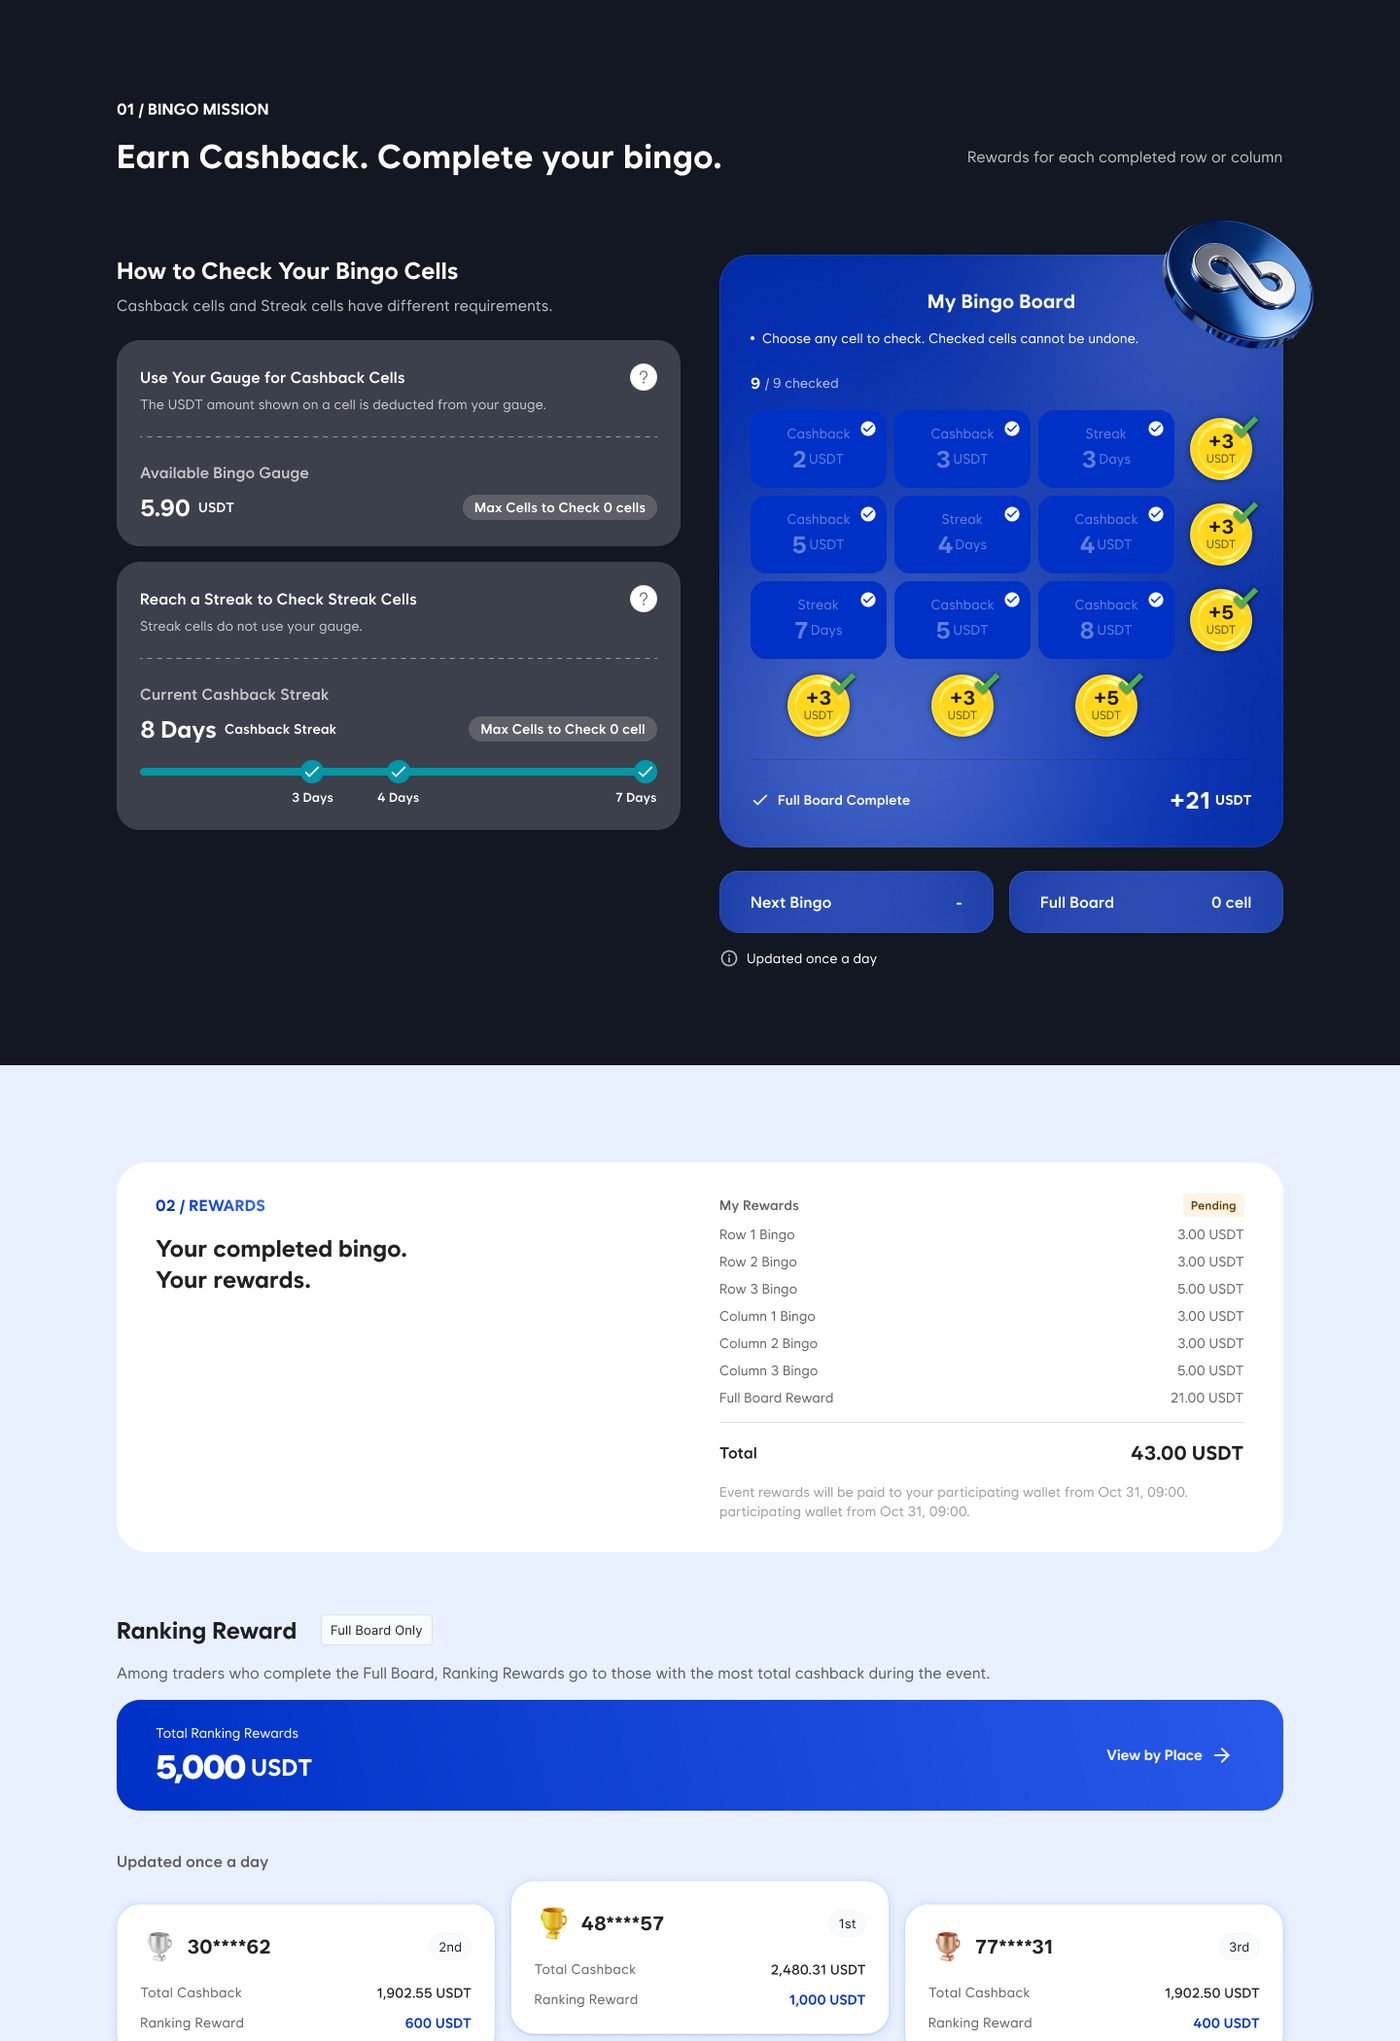 01 / BINGO MISSION
Earn Cashback. Complete your bingo.
Rewards for each completed row or column
How to Check Your Bingo Cells
Cashback cells and Streak cells have different requirements.
Use Your Gauge for Cashback Cells
?
The USDT amount shown on a cell is deducted from your gauge.
Available Bingo Gauge
5.90 USDT
Max Cells to Check 0 cells
Reach a Streak to Check Streak Cells
?
Streak cells do not use your gauge.
Current Cashback Streak
8 Days Cashback Streak
Max Cells to Check 0 cell
3 Days
4 Days
7 Days
My Bingo Board
• Choose any cell to check. Checked cells cannot be undone.
9 / 9 checked
Cashback
2 USDT
Cashback
3 USDT
Streak
3 Days
+3
USDT
Cashback
5 USDT
Streak
4 Days
Cashback
4 USDT
+3
USDT
Streak
7 Days
Cashback
5 USDT
Cashback
8 USDT
+5
USDT
+3
USDT
+3
USDT
+5
USDT
Full Board Complete
+21 USDT
Next Bingo -
Full Board 0 cell
Updated once a day
02 / REWARDS
Your completed bingo.
Your rewards.
My Rewards Pending
Row 1 Bingo 3.00 USDT
Row 2 Bingo 3.00 USDT
Row 3 Bingo 5.00 USDT
Column 1 Bingo 3.00 USDT
Column 2 Bingo 3.00 USDT
Column 3 Bingo 5.00 USDT
Full Board Reward 21.00 USDT
Total 43.00 USDT
Event rewards will be paid to your participating wallet from Oct 31, 09:00.
participating wallet from Oct 31, 09:00.
Ranking Reward Full Board Only
Among traders who complete the Full Board, Ranking Rewards go to those with the most total cashback during the event.
Total Ranking Rewards
5,000 USDT
View by Place →
Updated once a day
30****62 2nd
Total Cashback 1,902.55 USDT
Ranking Reward 600 USDT
48****57 1st
Total Cashback 2,480.31 USDT
Ranking Reward 1,000 USDT
77****31 3rd
Total Cashback 1,902.50 USDT
Ranking Reward 400 USDT